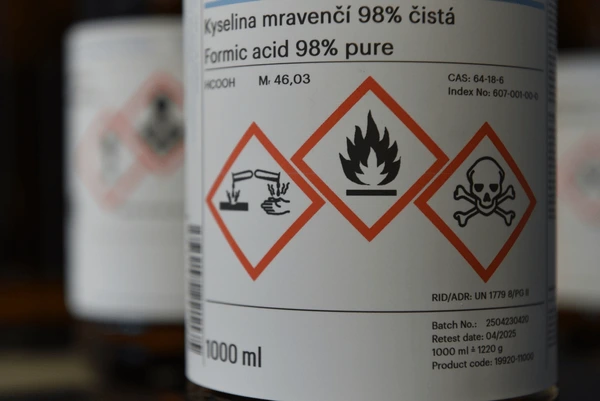 Kyselina mravenčí 98% čistá
Formic acid 98% pure
HCOOH Mr 46,03 CAS: 64-18-6
Index No: 607-001-00-0
RID/ADR: UN 1779 8/PG II
1000 ml
Batch No.: 2504230420
Retest date: 04/2025
1000 ml ≙ 1220 g
Product code: 19920-11000